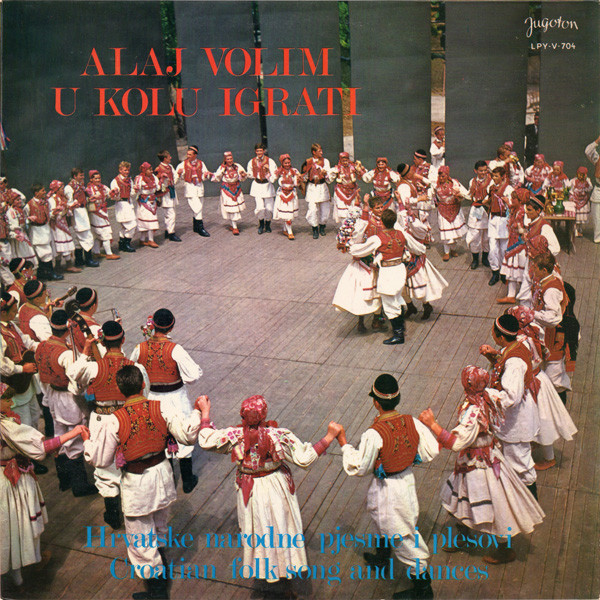 Jugoton
LPY-V-704
ALAJ VOLIM
U KOLU IGRATI
Hrvatske narodne pjesme i plesovi
Croatian folk song and dances